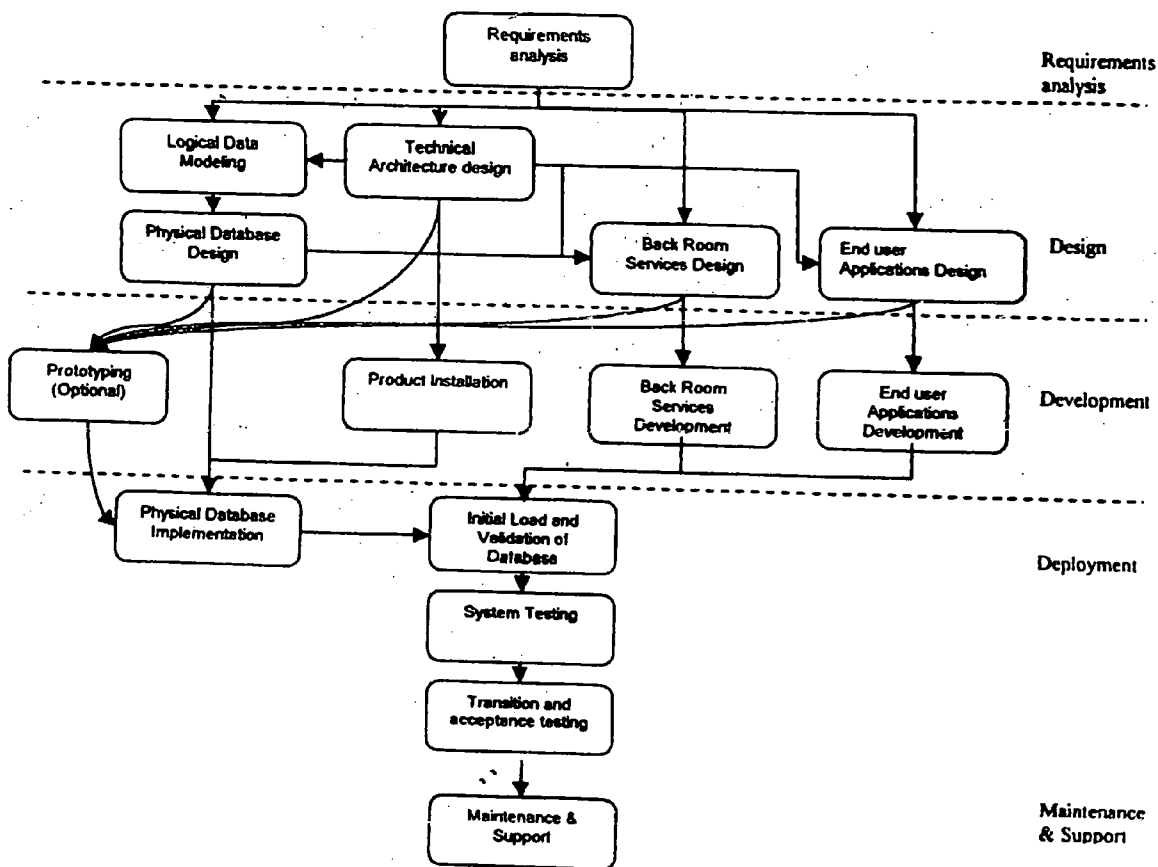 Requirements
analysis
Requirements
analysis
Logical Data
Modeling
Technical
Architecture design
Physical Database
Design
Back Room
Services Design
End user
Applications Design
Design
Prototyping
(Optional)
Product Installation
Back Room
Services
Development
End user
Applications
Development
Development
Physical Database
Implementation
Initial Load and
Validation of
Database
Deployment
System Testing
Transition and
acceptance testing
Maintenance &
Support
Maintenance
& Support